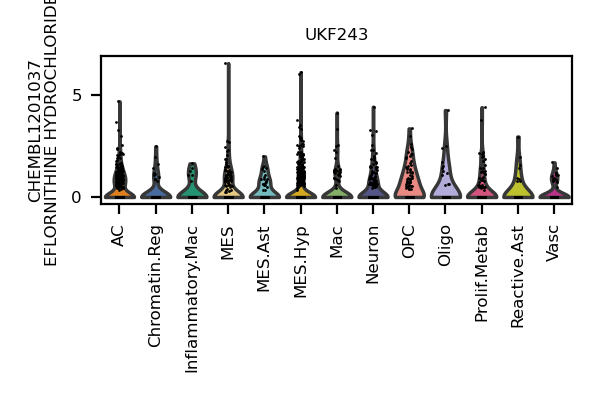 UKF243
CHEMBL1201037
EFLORNITHINE HYDROCHLORIDE
5
0
AC
Chromatin.Reg
Inflammatory.Mac
MES
MES.Ast
MES.Hyp
Mac
Neuron
OPC
Oligo
Prolif.Metab
Reactive.Ast
Vasc